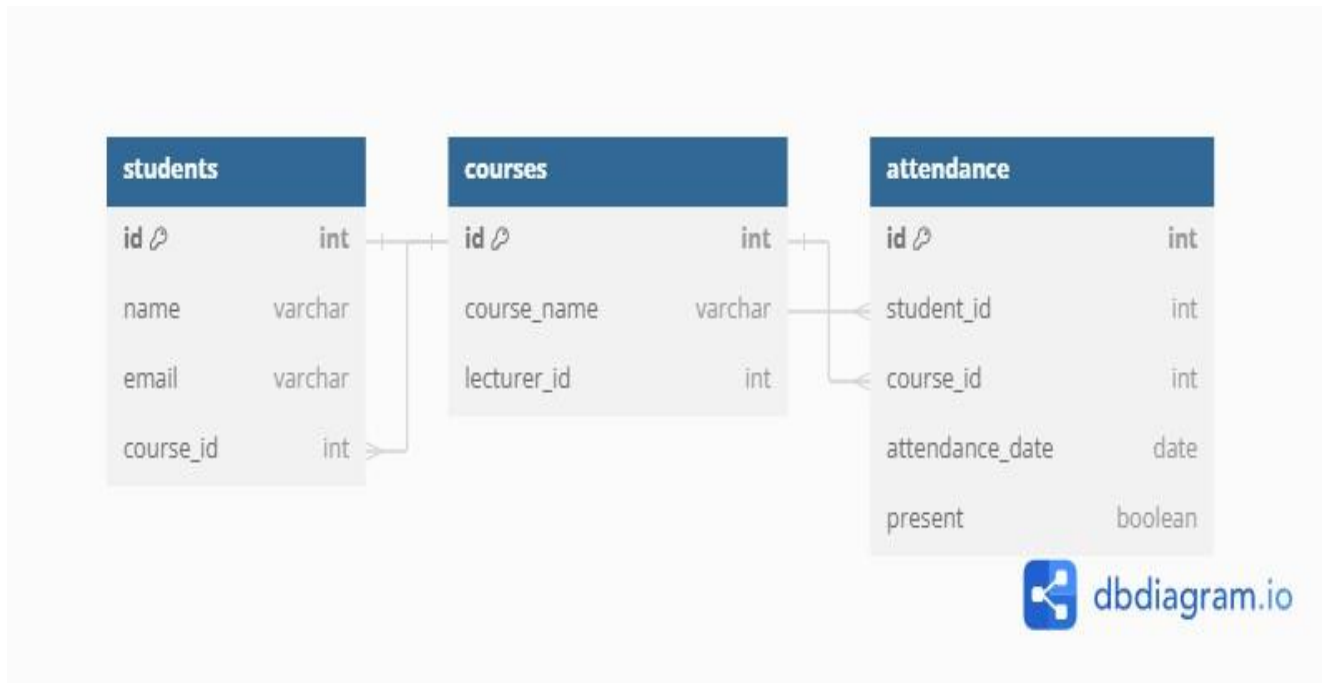 students
id int
name varchar
email varchar
course_id int
courses
id int
course_name varchar
lecturer_id int
attendance
id int
student_id int
course_id int
attendance_date date
present boolean
dbdiagram.io